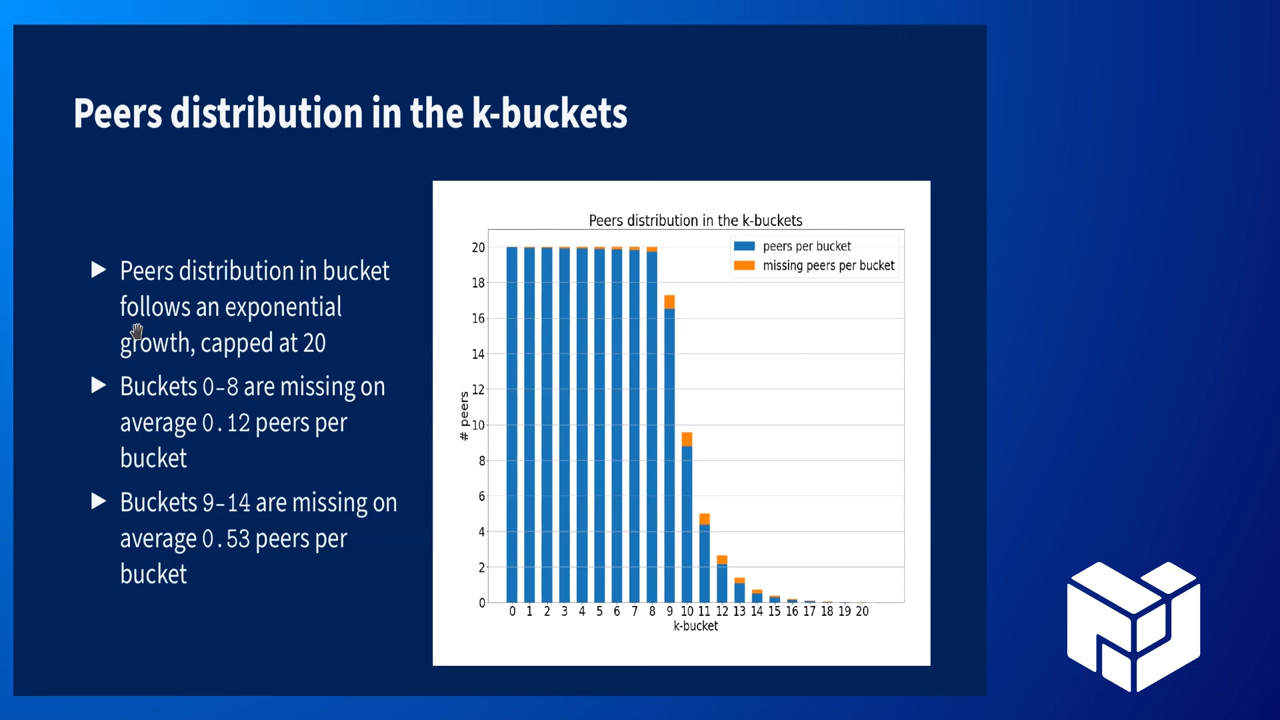 Peers distribution in the k-buckets
Peers distribution in bucket
follows an exponential
growth, capped at 20
Buckets 0-8 are missing on
average 0.12 peers per
bucket
Buckets 9-14 are missing on
average 0.53 peers per
bucket
Peers distribution in the k-buckets
peers per bucket
missing peers per bucket
# peers
20
18
16
14
12
10
8
6
4
2
0
0 1 2 3 4 5 6 7 8 9 10 11 12 13 14 15 16 17 18 19 20
k-bucket